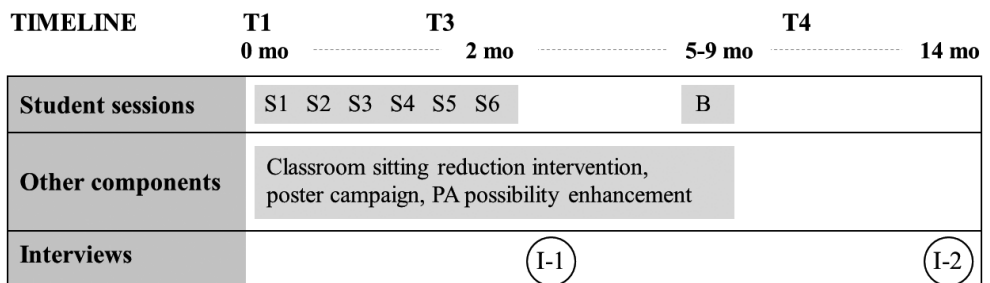 TIMELINE T1 T3 T4
0 mo 2 mo 5-9 mo 14 mo
Student sessions S1 S2 S3 S4 S5 S6 B
Other components
Classroom sitting reduction intervention,
poster campaign, PA possibility enhancement
Interviews I-1 I-2